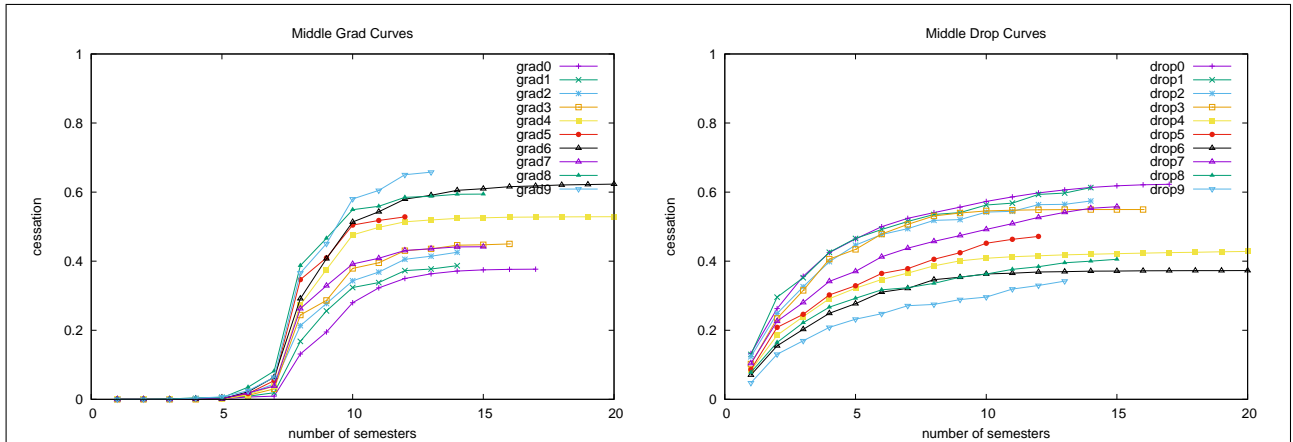 Middle Grad Curves
1
0.8
0.6
0.4
0.2
0
cessation
0
5
10
15
20
number of semesters
grad0
grad1
grad2
grad3
grad4
grad5
grad6
grad7
grad8
grad9
Middle Drop Curves
1
0.8
0.6
0.4
0.2
0
cessation
0
5
10
15
20
number of semesters
drop0
drop1
drop2
drop3
drop4
drop5
drop6
drop7
drop8
drop9